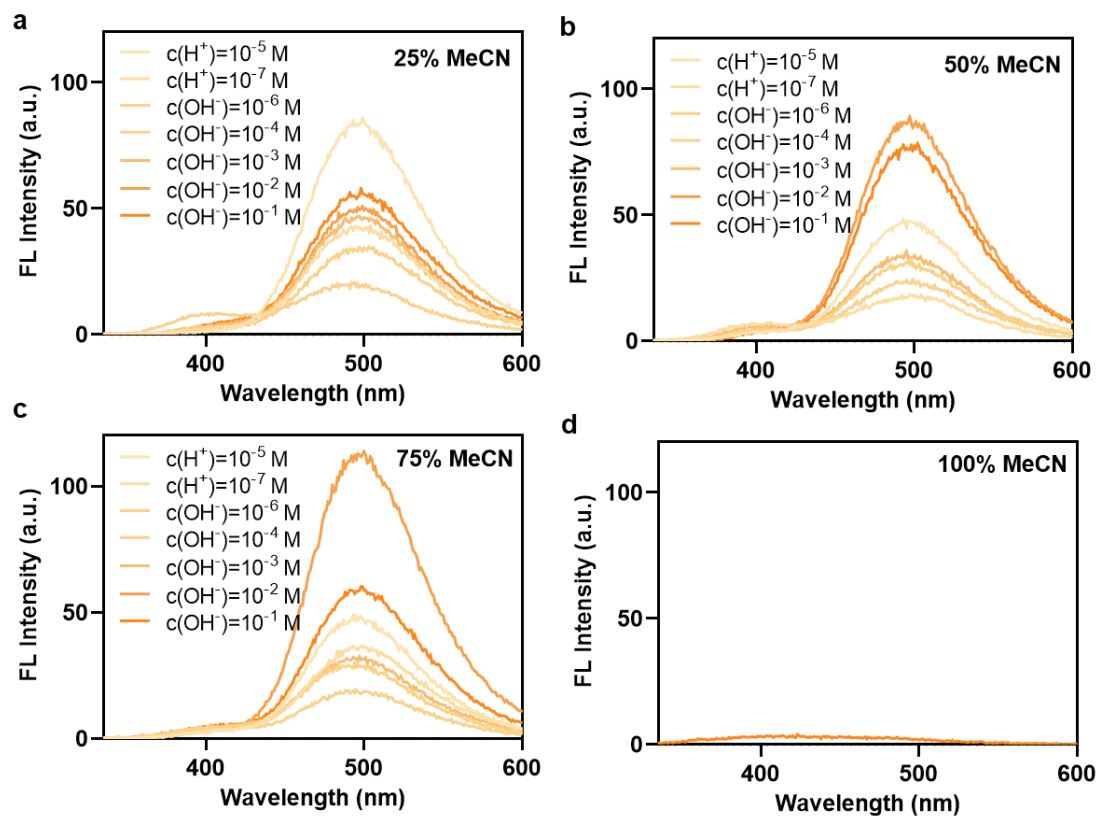 a
25% MeCN
c(H⁺)=10⁻⁵ M
c(H⁺)=10⁻⁷ M
c(OH⁻)=10⁻⁶ M
c(OH⁻)=10⁻⁴ M
c(OH⁻)=10⁻³ M
c(OH⁻)=10⁻² M
c(OH⁻)=10⁻¹ M
FL Intensity (a.u.)
100
50
0
400 500 600
Wavelength (nm)
b
50% MeCN
c(H⁺)=10⁻⁵ M
c(H⁺)=10⁻⁷ M
c(OH⁻)=10⁻⁶ M
c(OH⁻)=10⁻⁴ M
c(OH⁻)=10⁻³ M
c(OH⁻)=10⁻² M
c(OH⁻)=10⁻¹ M
FL Intensity (a.u.)
100
50
0
400 500 600
Wavelength (nm)
c
75% MeCN
c(H⁺)=10⁻⁵ M
c(H⁺)=10⁻⁷ M
c(OH⁻)=10⁻⁶ M
c(OH⁻)=10⁻⁴ M
c(OH⁻)=10⁻³ M
c(OH⁻)=10⁻² M
c(OH⁻)=10⁻¹ M
FL Intensity (a.u.)
100
50
0
400 500 600
Wavelength (nm)
d
100% MeCN
FL Intensity (a.u.)
100
50
0
400 500 600
Wavelength (nm)